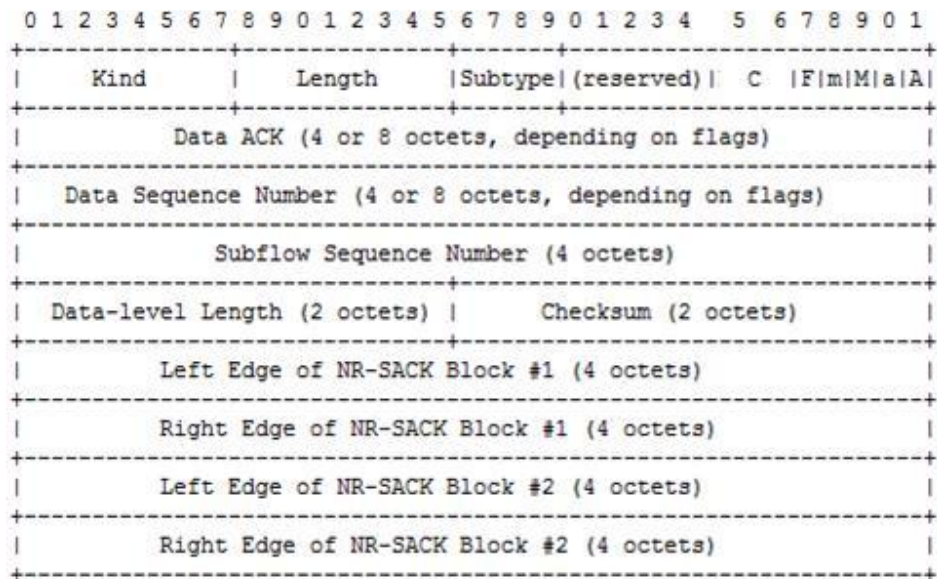 0 1 2 3 4 5 6 7 8 9 0 1 2 3 4 5 6 7 8 9 0 1 2 3 4 5 6 7 8 9 0 1
| Kind | Length |Subtype|(reserved)| C |F|m|M|a|A|
| Data ACK (4 or 8 octets, depending on flags) |
| Data Sequence Number (4 or 8 octets, depending on flags) |
| Subflow Sequence Number (4 octets) |
| Data-level Length (2 octets) | Checksum (2 octets) |
| Left Edge of NR-SACK Block #1 (4 octets) |
| Right Edge of NR-SACK Block #1 (4 octets) |
| Left Edge of NR-SACK Block #2 (4 octets) |
| Right Edge of NR-SACK Block #2 (4 octets) |